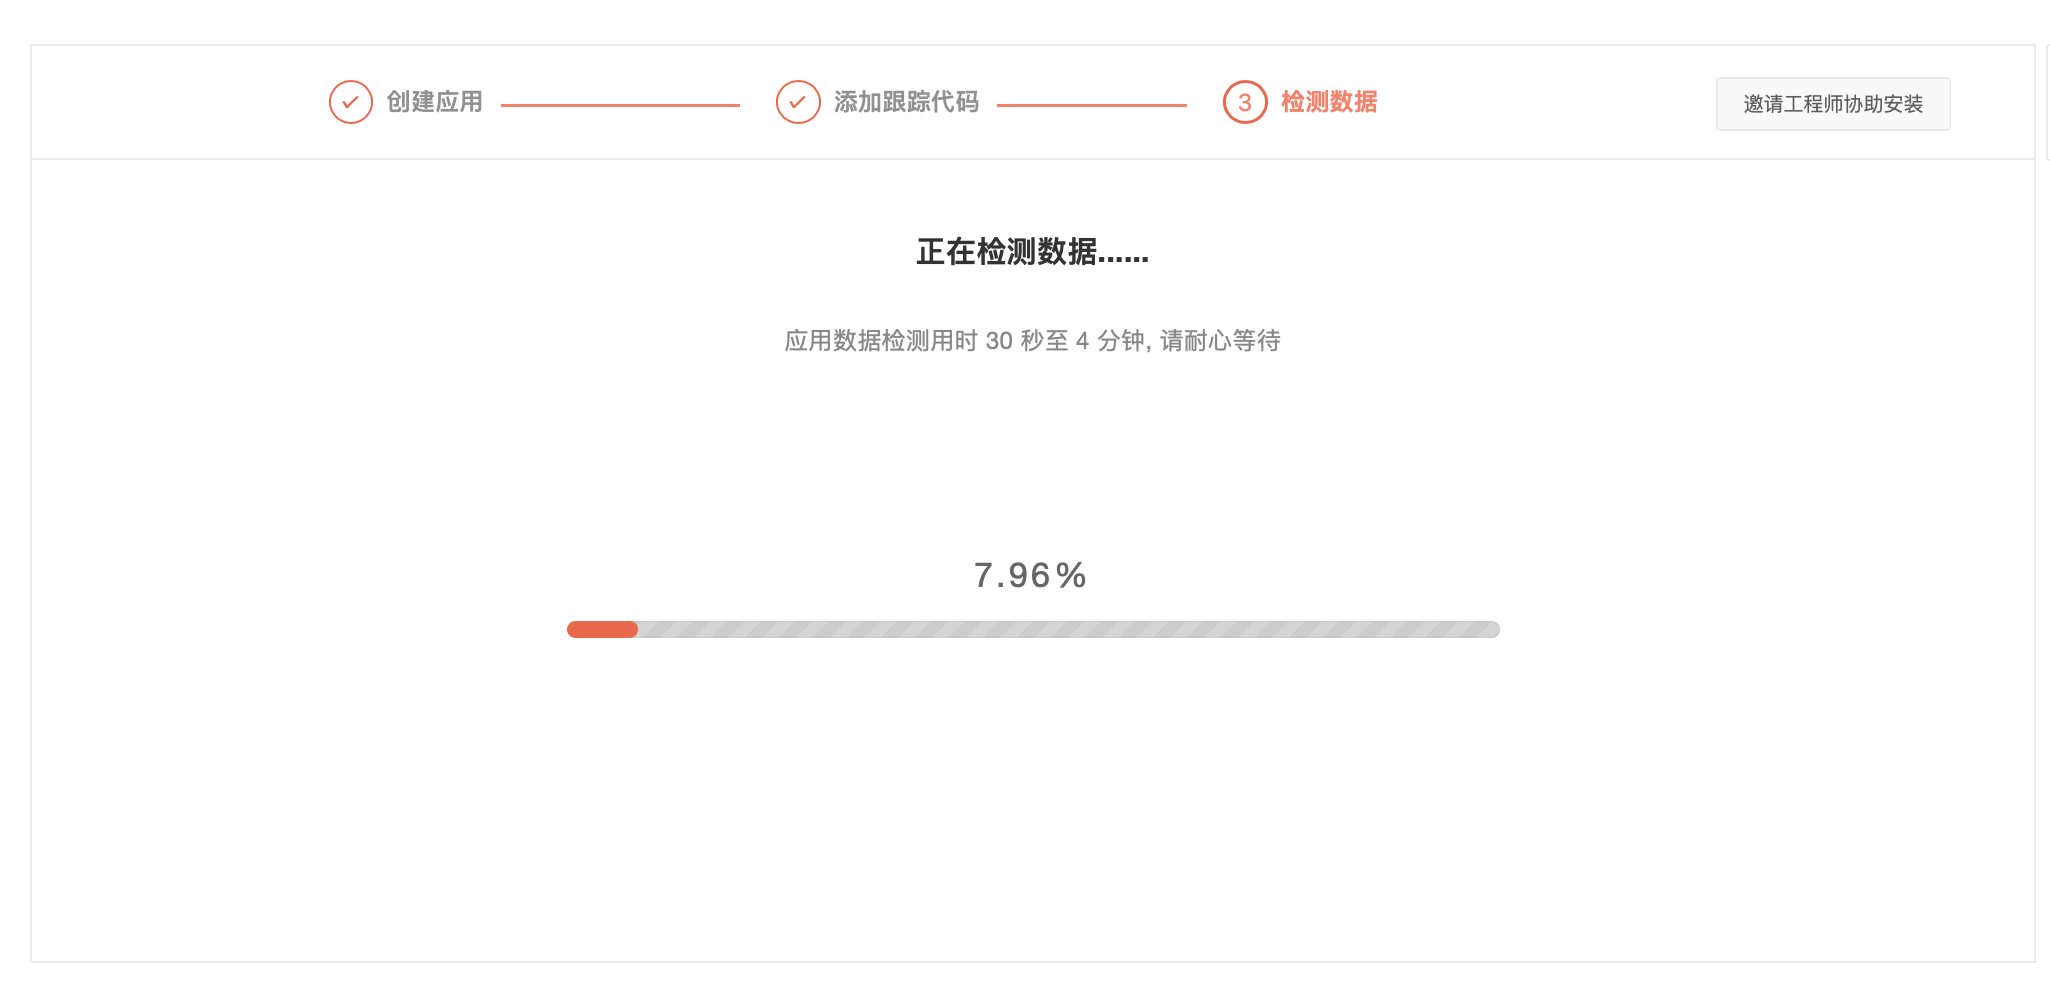 创建应用
添加跟踪代码
3 检测数据
邀请工程师协助安装
正在检测数据......
应用数据检测用时 30 秒至 4 分钟, 请耐心等待
7.96%